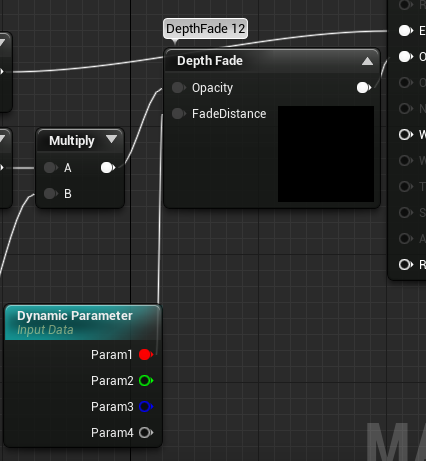 DepthFade 12
Depth Fade
Opacity
FadeDistance
Multiply
A
B
Dynamic Parameter
Input Data
Param1
Param2
Param3
Param4
R
E
O
O
N
W
W
T
S
A
R
MA